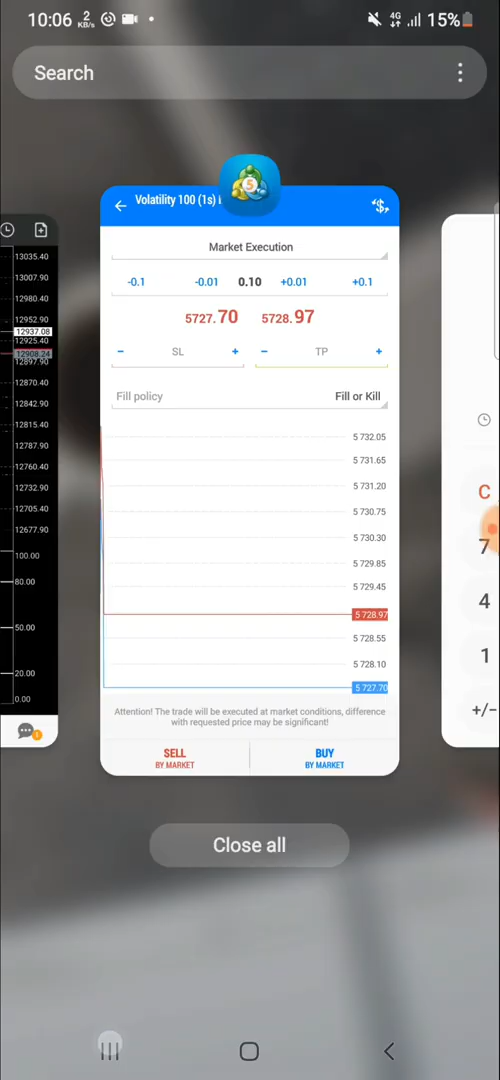 10:06 2 KB/s 4G 15%
Search
Volatility 100 (1s)
Market Execution
-0.1 -0.01 0.10 +0.01 +0.1
5727.70 5728.97
- SL + - TP +
Fill policy Fill or Kill
5 732.05
5 731.65
5 731.20
5 730.75
5 730.30
5 729.85
5 729.45
5 728.97
5 728.55
5 728.10
5 727.70
Attention! The trade will be executed at market conditions, difference
with requested price may be significant!
SELL BUY
BY MARKET BY MARKET
13035.40
13007.90
12980.40
12952.90
12937.08
12925.40
12908.24
12897.90
12870.40
12842.90
12815.40
12787.90
12760.40
12732.90
12705.40
12677.90
100.00
80.00
50.00
20.00
0.00
C
7
4
1
+/-
Close all